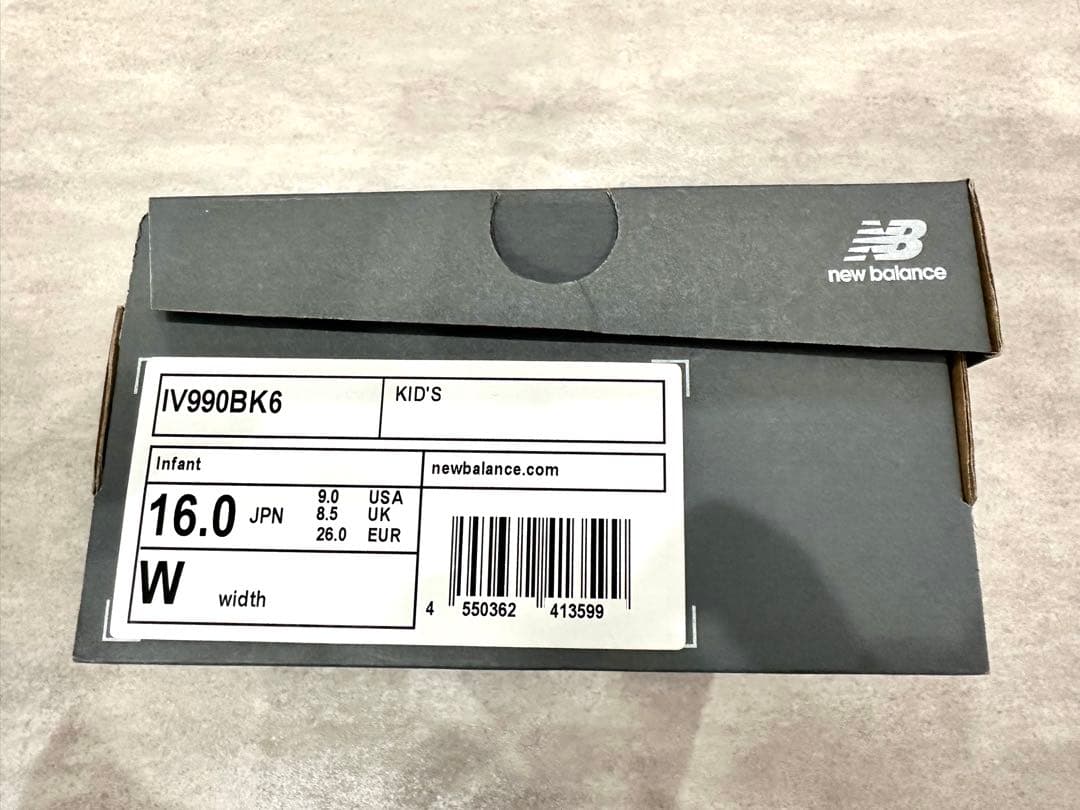 NB
new balance
IV990BK6
KID'S
Infant
newbalance.com
16.0 JPN
9.0 USA
8.5 UK
26.0 EUR
W width
4 550362 413599